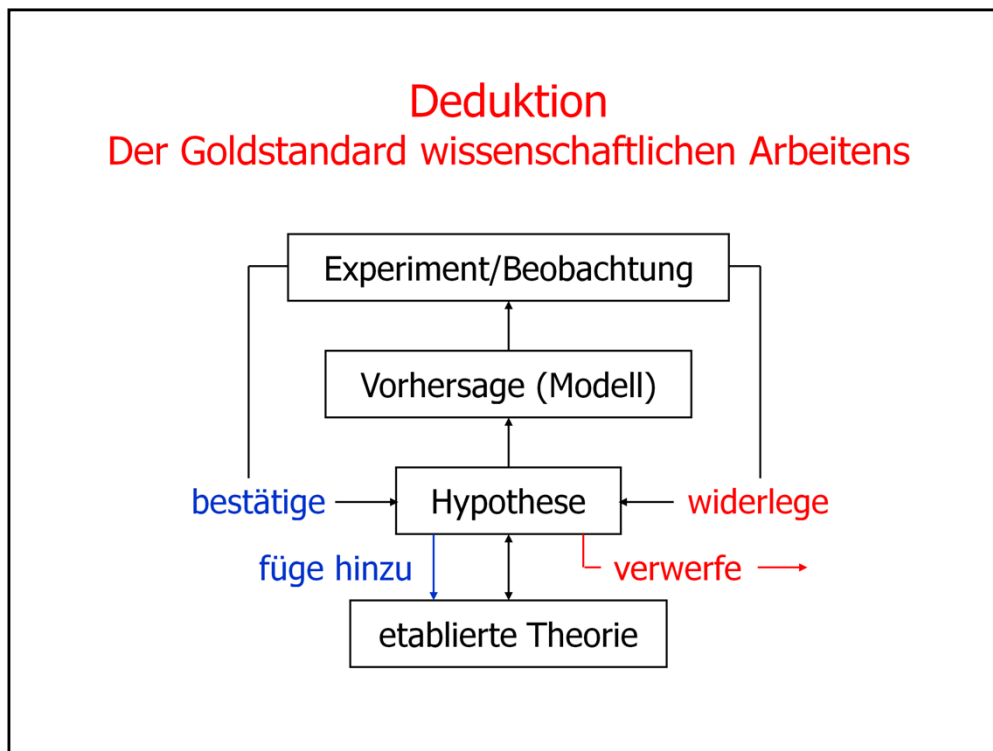 Deduktion
Der Goldstandard wissenschaftlichen Arbeitens
Experiment/Beobachtung
Vorhersage (Modell)
bestätige
Hypothese
widerlege
füge hinzu
verwerfe
etablierte Theorie